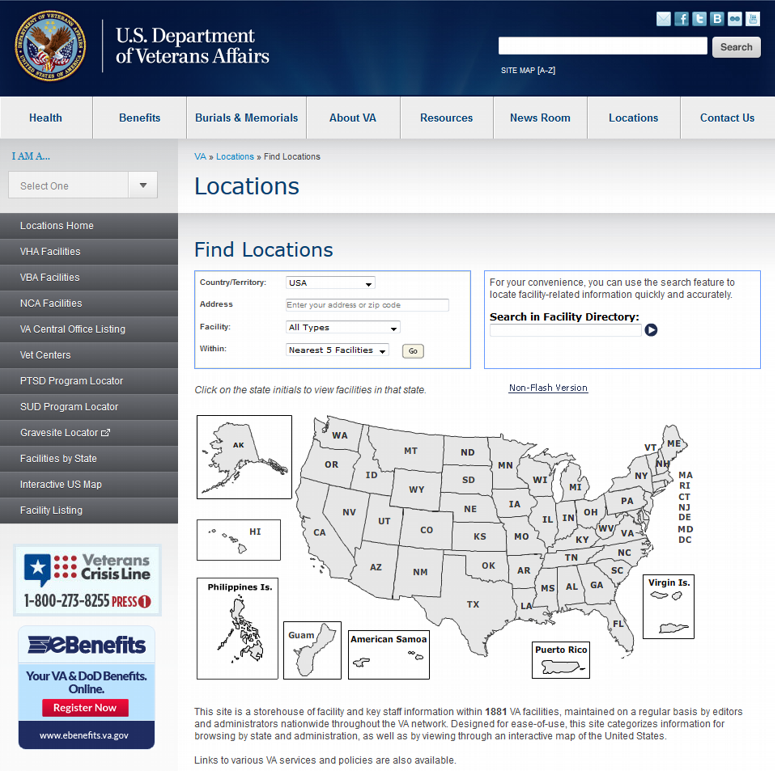 U.S. Department
of Veterans Affairs
Search
SITE MAP [A-Z]
Health
Benefits
Burials & Memorials
About VA
Resources
News Room
Locations
Contact Us
I AM A...
Select One
VA » Locations » Find Locations
Locations
Locations Home
VHA Facilities
VBA Facilities
NCA Facilities
VA Central Office Listing
Vet Centers
PTSD Program Locator
SUD Program Locator
Gravesite Locator
Facilities by State
Interactive US Map
Facility Listing
Veterans
Crisis Line
1-800-273-8255 PRESS 1
eBenefits
Your VA & DoD Benefits.
Online.
Register Now
www.ebenefits.va.gov
Find Locations
Country/Territory: USA
Address Enter your address or zip code
Facility: All Types
Within: Nearest 5 Facilities Go
For your convenience, you can use the search feature to
locate facility-related information quickly and accurately.
Search in Facility Directory:
Click on the state initials to view facilities in that state.
Non-Flash Version
AK
HI
Philippines Is.
Guam
American Samoa
Puerto Rico
Virgin Is.
WA
OR
CA
NV
ID
MT
WY
UT
AZ
CO
NM
ND
SD
NE
KS
OK
TX
MN
IA
MO
AR
LA
WI
IL
MI
IN
OH
KY
TN
MS
AL
GA
FL
SC
NC
VA
WV
PA
NY
VT
NH
ME
MA
RI
CT
NJ
DE
MD
DC
This site is a storehouse of facility and key staff information within 1881 VA facilities, maintained on a regular basis by editors
and administrators nationwide throughout the VA network. Designed for ease-of-use, this site categorizes information for
browsing by state and administration, as well as by viewing through an interactive map of the United States.
Links to various VA services and policies are also available.